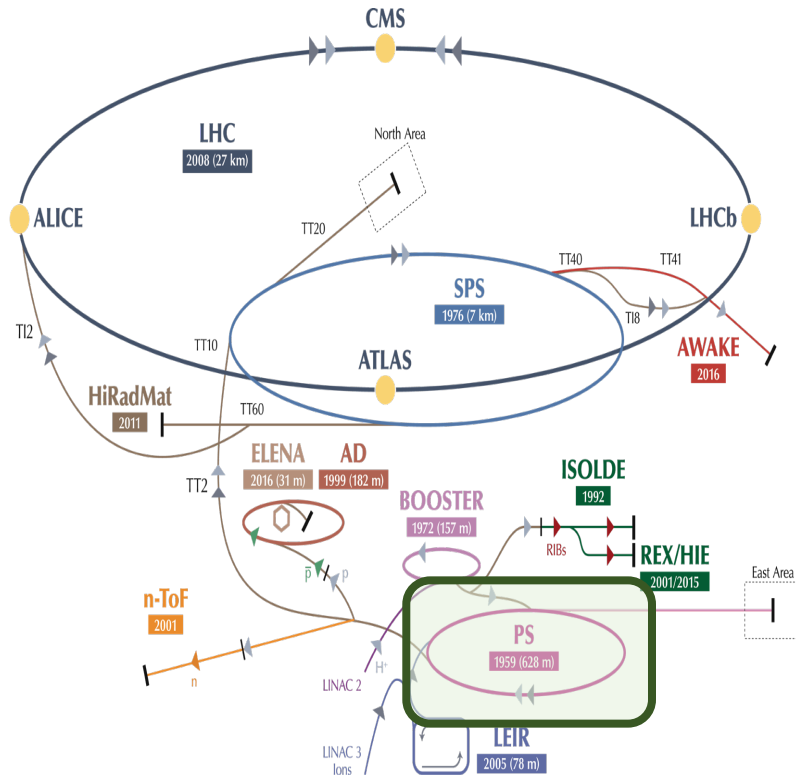 CMS
LHC
2008 (27 km)
North Area
ALICE
LHCb
TT20
TT40
TT41
SPS
1976 (7 km)
TI2
TI8
TT10
ATLAS
AWAKE
2016
HiRadMat
2011
TT60
ELENA
2016 (31 m)
AD
1999 (182 m)
ISOLDE
1992
TT2
BOOSTER
1972 (157 m)
RIBs
REX/HIE
2001/2015
p̅
p
East Area
n-ToF
2001
PS
1959 (628 m)
n
H⁺
LINAC 2
LEIR
2005 (78 m)
LINAC 3
Ions